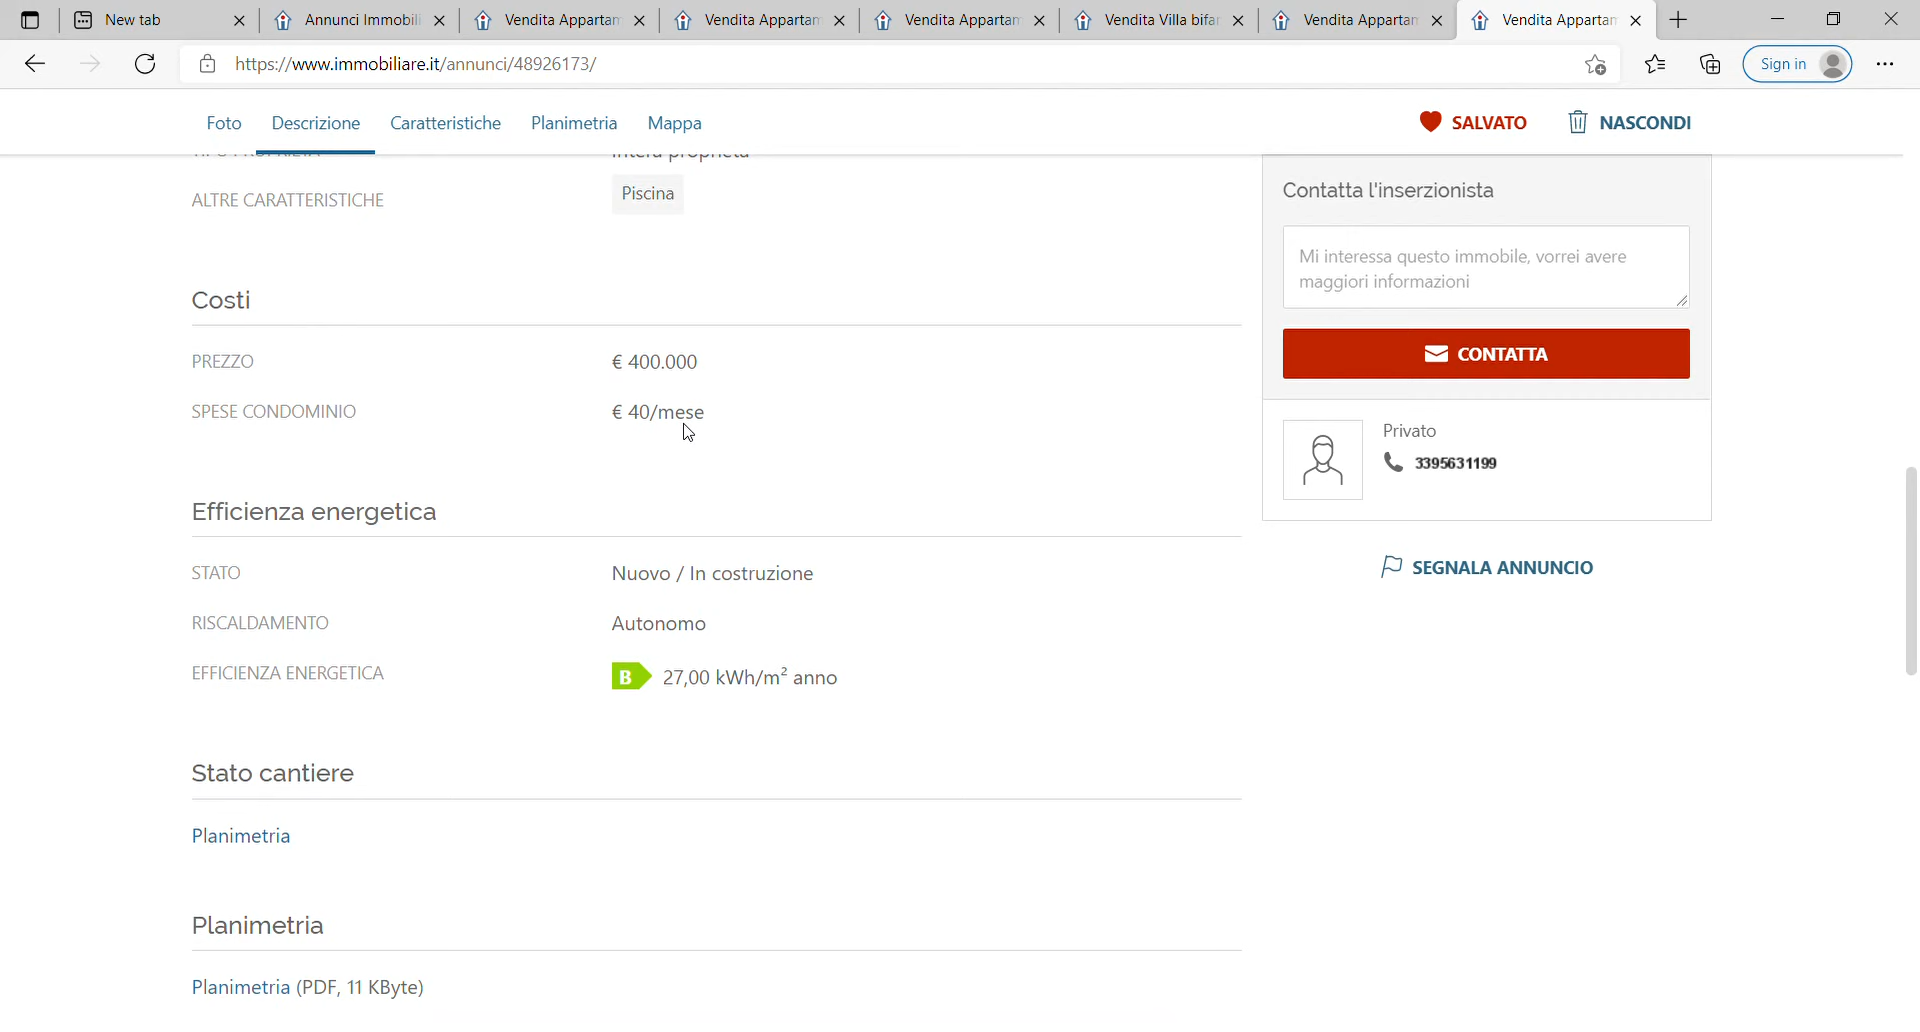 New tab
Annunci Immobili
Vendita Appartam
Vendita Appartam
Vendita Appartam
Vendita Villa bifar
Vendita Appartam
Vendita Appartam
https://www.immobiliare.it/annunci/48926173/
Sign in
Foto
Descrizione
Caratteristiche
Planimetria
Mappa
SALVATO
NASCONDI
ALTRE CARATTERISTICHE
Piscina
Costi
PREZZO
€ 400.000
SPESE CONDOMINIO
€ 40/mese
Efficienza energetica
STATO
Nuovo / In costruzione
RISCALDAMENTO
Autonomo
EFFICIENZA ENERGETICA
B 27,00 kWh/m² anno
Stato cantiere
Planimetria
Planimetria
Planimetria (PDF, 11 KByte)
Contatta l'inserzionista
Mi interessa questo immobile, vorrei avere
maggiori informazioni
CONTATTA
Privato
3395631199
SEGNALA ANNUNCIO